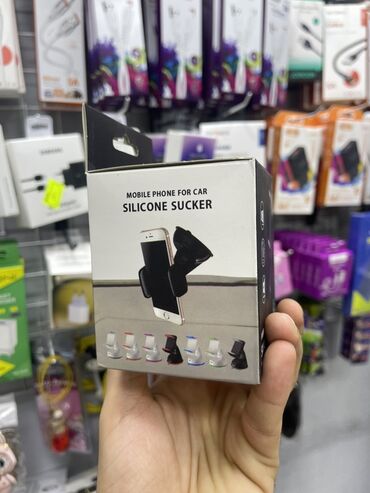 MOBILE PHONE FOR CAR
SILICONE SUCKER